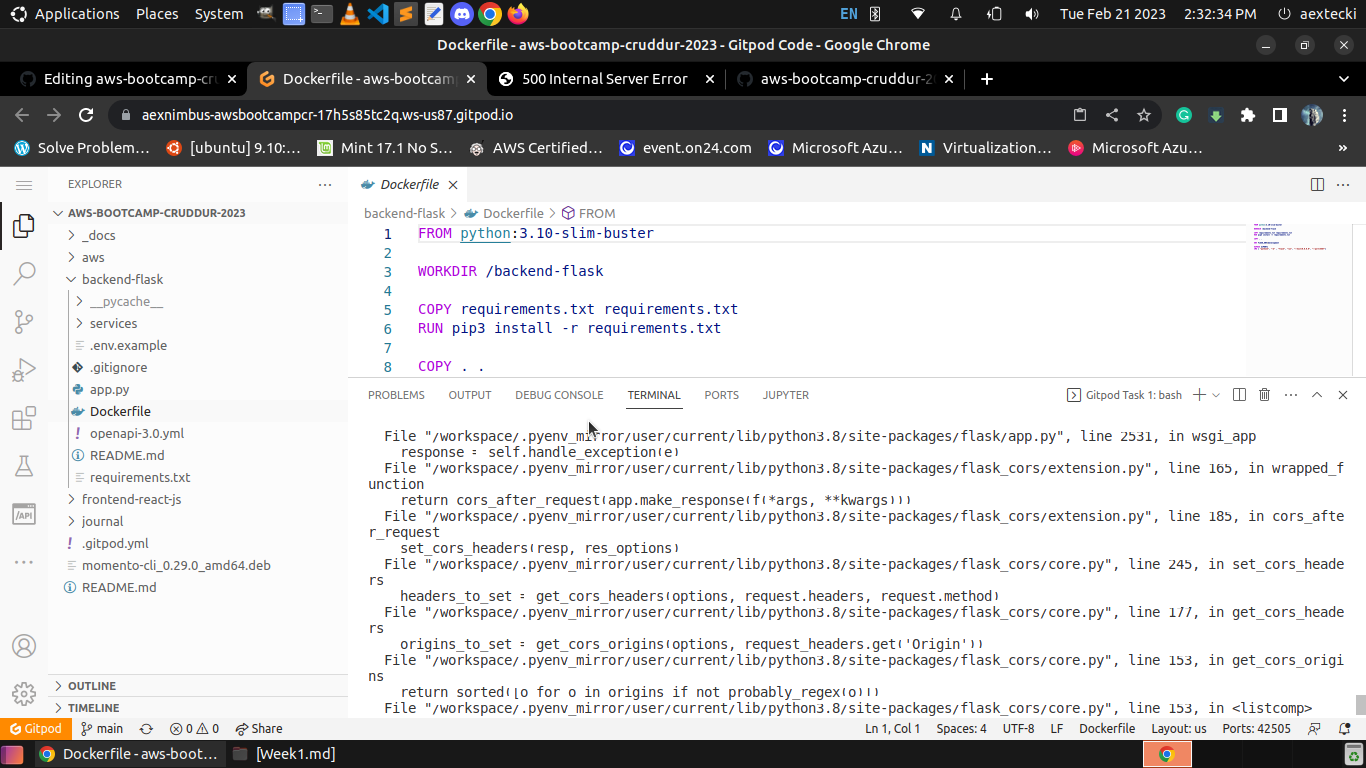 Applications Places System EN Tue Feb 21 2023 2:32:34 PM aextecki
Dockerfile - aws-bootcamp-cruddur-2023 - Gitpod Code - Google Chrome
Editing aws-bootcamp-cr Dockerfile - aws-bootcam 500 Internal Server Error aws-bootcamp-cruddur-2
aexnimbus-awsbootcampcr-17h5s85tc2q.ws-us87.gitpod.io
Solve Problem... [ubuntu] 9.10:... Mint 17.1 No S... AWS Certified... event.on24.com Microsoft Azu... Virtualization... Microsoft Azu... »
EXPLORER
AWS-BOOTCAMP-CRUDDUR-2023
_docs
aws
backend-flask
__pycache__
services
.env.example
.gitignore
app.py
Dockerfile
openapi-3.0.yml
README.md
requirements.txt
frontend-react-js
journal
.gitpod.yml
momento-cli_0.29.0_amd64.deb
README.md
OUTLINE
TIMELINE
Dockerfile
backend-flask > Dockerfile > FROM
1 FROM python:3.10-slim-buster
2
3 WORKDIR /backend-flask
4
5 COPY requirements.txt requirements.txt
6 RUN pip3 install -r requirements.txt
7
8 COPY . .
PROBLEMS OUTPUT DEBUG CONSOLE TERMINAL PORTS JUPYTER Gitpod Task 1: bash
File "/workspace/.pyenv_mirror/user/current/lib/python3.8/site-packages/flask/app.py", line 2531, in wsgi_app
response = self.handle_exception(e)
File "/workspace/.pyenv_mirror/user/current/lib/python3.8/site-packages/flask_cors/extension.py", line 165, in wrapped_f
unction
return cors_after_request(app.make_response(f(*args, **kwargs)))
File "/workspace/.pyenv_mirror/user/current/lib/python3.8/site-packages/flask_cors/extension.py", line 185, in cors_afte
r_request
set_cors_headers(resp, res_options)
File "/workspace/.pyenv_mirror/user/current/lib/python3.8/site-packages/flask_cors/core.py", line 245, in set_cors_heade
rs
headers_to_set = get_cors_headers(options, request.headers, request.method)
File "/workspace/.pyenv_mirror/user/current/lib/python3.8/site-packages/flask_cors/core.py", line 177, in get_cors_heade
rs
origins_to_set = get_cors_origins(options, request_headers.get('Origin'))
File "/workspace/.pyenv_mirror/user/current/lib/python3.8/site-packages/flask_cors/core.py", line 153, in get_cors_origi
ns
return sorted([o for o in origins if not probably_regex(o)])
File "/workspace/.pyenv_mirror/user/current/lib/python3.8/site-packages/flask_cors/core.py", line 153, in <listcomp>
Gitpod main 0 0 Share Ln 1, Col 1 Spaces: 4 UTF-8 LF Dockerfile Layout: us Ports: 42505
Dockerfile - aws-boot... [Week1.md]